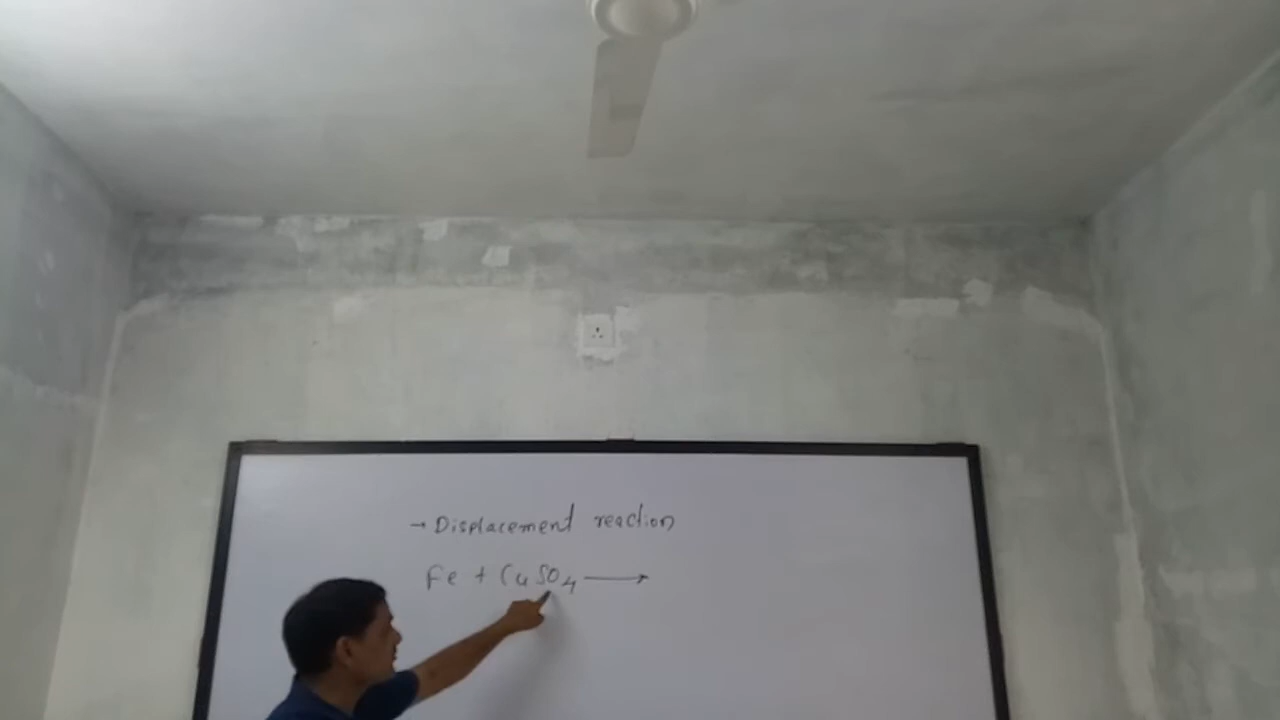 → Displacement reaction
Fe + CuSO₄ ⟶